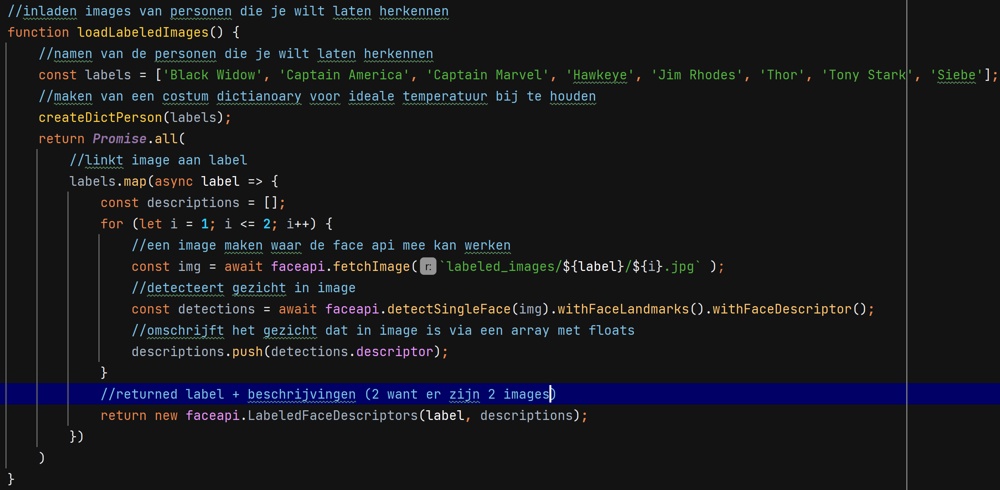 //inladen images van personen die je wilt laten herkennen
function loadLabeledImages() {
//namen van de personen die je wilt laten herkennen
const labels = ['Black Widow', 'Captain America', 'Captain Marvel', 'Hawkeye', 'Jim Rhodes', 'Thor', 'Tony Stark', 'Siebe'];
//maken van een costum dictianoary voor ideale temperatuur bij te houden
createDictPerson(labels);
return Promise.all(
//linkt image aan label
labels.map(async label => {
const descriptions = [];
for (let i = 1; i <= 2; i++) {
//een image maken waar de face api mee kan werken
const img = await faceapi.fetchImage( r: `labeled_images/${label}/${i}.jpg` );
//detecteert gezicht in image
const detections = await faceapi.detectSingleFace(img).withFaceLandmarks().withFaceDescriptor();
//omschrijft het gezicht dat in image is via een array met floats
descriptions.push(detections.descriptor);
}
//returned label + beschrijvingen (2 want er zijn 2 images)
return new faceapi.LabeledFaceDescriptors(label, descriptions);
})
)
}